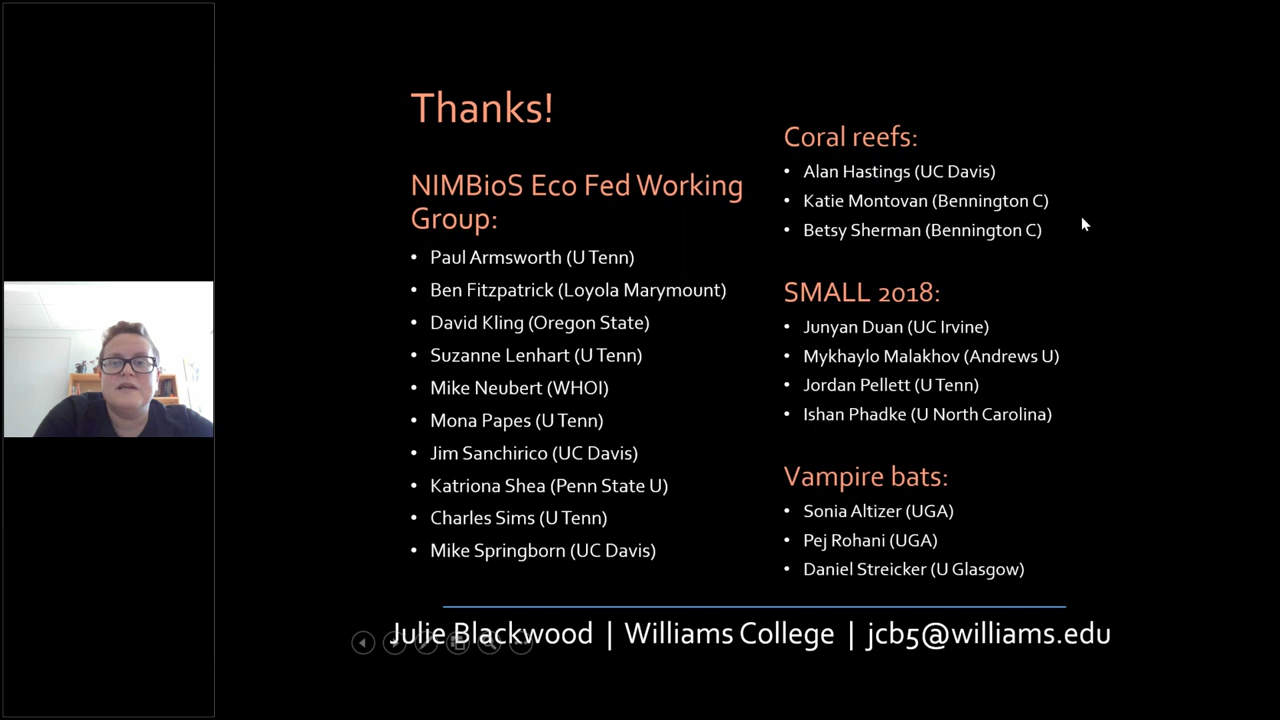 Thanks!
NIMBioS Eco Fed Working
Group:
• Paul Armsworth (U Tenn)
• Ben Fitzpatrick (Loyola Marymount)
• David Kling (Oregon State)
• Suzanne Lenhart (U Tenn)
• Mike Neubert (WHOI)
• Mona Papes (U Tenn)
• Jim Sanchirico (UC Davis)
• Katriona Shea (Penn State U)
• Charles Sims (U Tenn)
• Mike Springborn (UC Davis)
Coral reefs:
• Alan Hastings (UC Davis)
• Katie Montovan (Bennington C)
• Betsy Sherman (Bennington C)
SMALL 2018:
• Junyan Duan (UC Irvine)
• Mykhaylo Malakhov (Andrews U)
• Jordan Pellett (U Tenn)
• Ishan Phadke (U North Carolina)
Vampire bats:
• Sonia Altizer (UGA)
• Pej Rohani (UGA)
• Daniel Streicker (U Glasgow)
Julie Blackwood | Williams College | jcb5@williams.edu